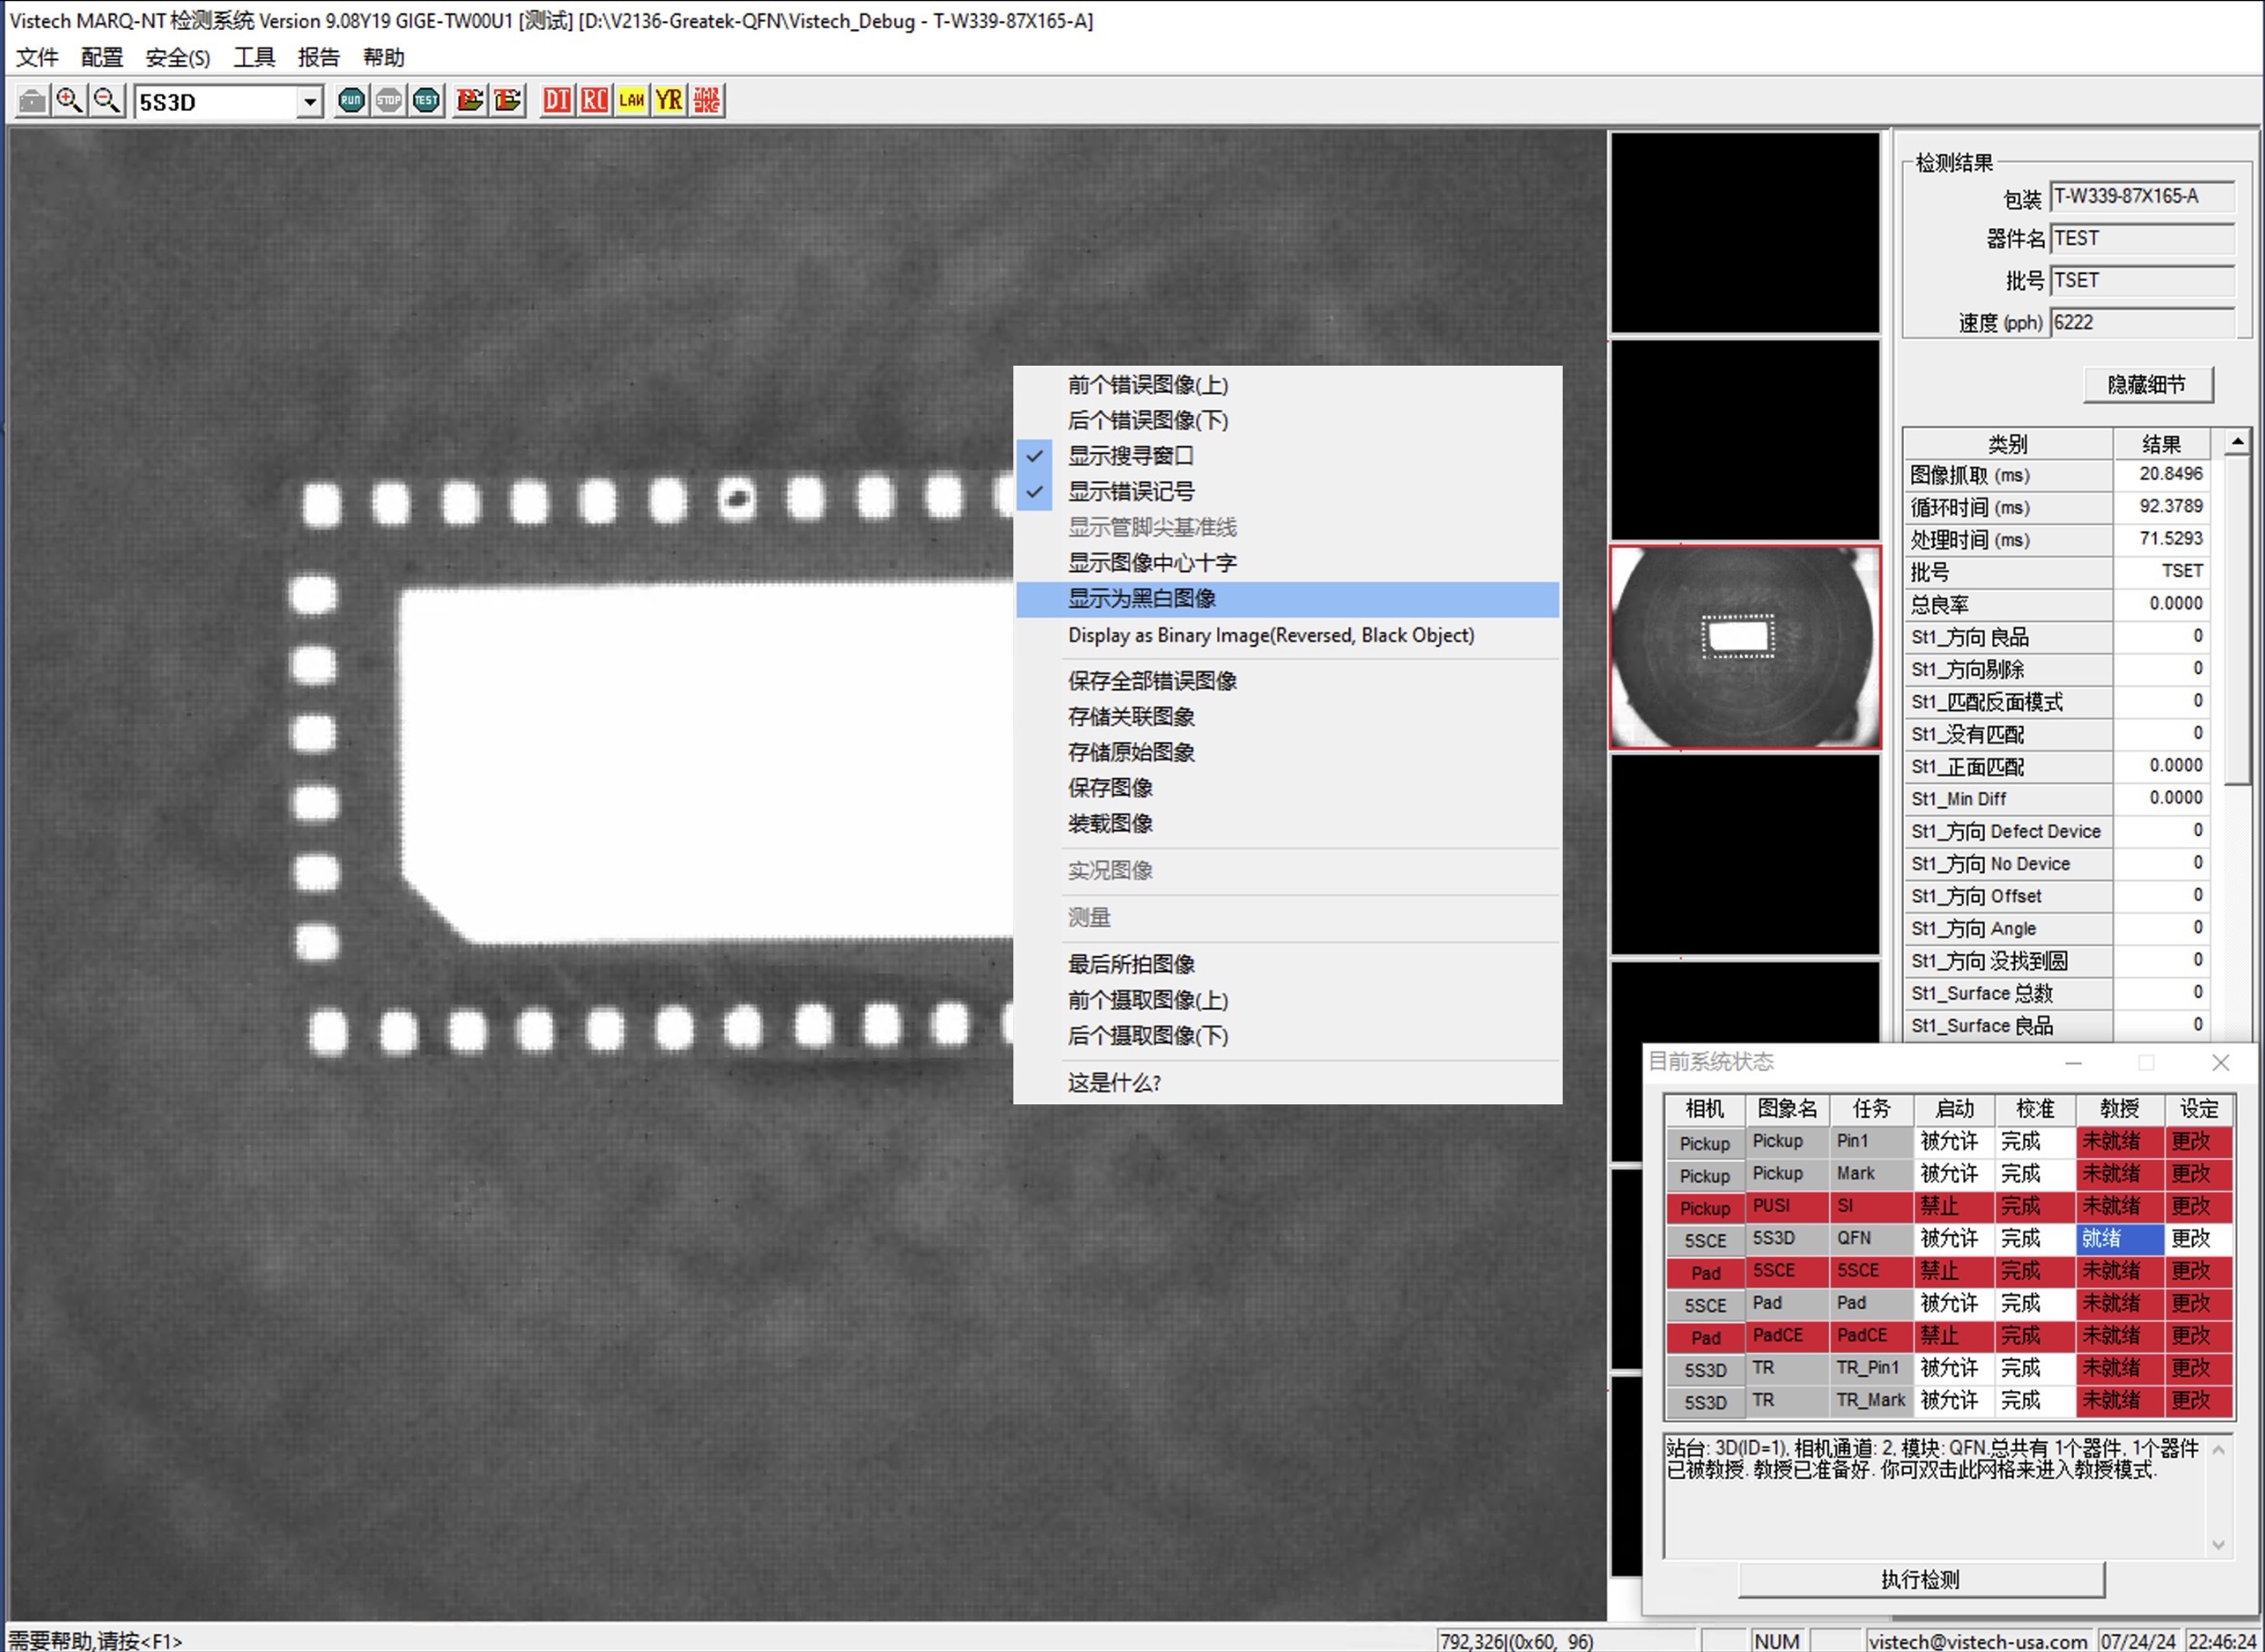 Vistech MARQ-NT 检测系统 Version 9.08Y19 GIGE-TW00U1 [测试] [D:\V2136-Greatek-QFN\Vistech_Debug - T-W339-87X165-A]
文件 配置 安全(S) 工具 报告 帮助
5S3D RUN STOP TEST DT RC LAN YR
前个错误图像(上)
后个错误图像(下)
显示搜寻窗口
显示错误记号
显示管脚尖基准线
显示图像中心十字
显示为黑白图像
Display as Binary Image(Reversed, Black Object)
保存全部错误图像
存储关联图象
存储原始图象
保存图像
装载图像
实况图像
测量
最后所拍图像
前个摄取图像(上)
后个摄取图像(下)
这是什么?
检测结果
包装 T-W339-87X165-A
器件名 TEST
批号 TSET
速度 (pph) 6222
隐藏细节
类别 结果
图像抓取 (ms) 20.8496
循环时间 (ms) 92.3789
处理时间 (ms) 71.5293
批号 TSET
总良率 0.0000
St1_方向 良品 0
St1_方向剔除 0
St1_匹配反面模式 0
St1_没有匹配 0
St1_正面匹配 0.0000
St1_Min Diff 0.0000
St1_方向 Defect Device 0
St1_方向 No Device 0
St1_方向 Offset 0
St1_方向 Angle 0
St1_方向 没找到圆 0
St1_Surface 总数 0
St1_Surface 良品 0
目前系统状态
相机 图象名 任务 启动 校准 教授 设定
Pickup Pickup Pin1 被允许 完成 未就绪 更改
Pickup Pickup Mark 被允许 完成 未就绪 更改
Pickup PUSI SI 禁止 完成 未就绪 更改
5SCE 5S3D QFN 被允许 完成 就绪 更改
Pad 5SCE 5SCE 禁止 完成 未就绪 更改
5SCE Pad Pad 被允许 完成 未就绪 更改
Pad PadCE PadCE 禁止 完成 未就绪 更改
5S3D TR TR_Pin1 被允许 完成 未就绪 更改
5S3D TR TR_Mark 被允许 完成 未就绪 更改
站台: 3D(ID=1), 相机通道: 2, 模块: QFN.总共有 1个器件, 1个器件
已被教授. 教授已准备好. 你可双击此网格来进入教授模式.
执行检测
需要帮助,请按<F1> 792,326|(0x60, 96) NUM vistech@vistech-usa.com 07/24/24 22:46:24